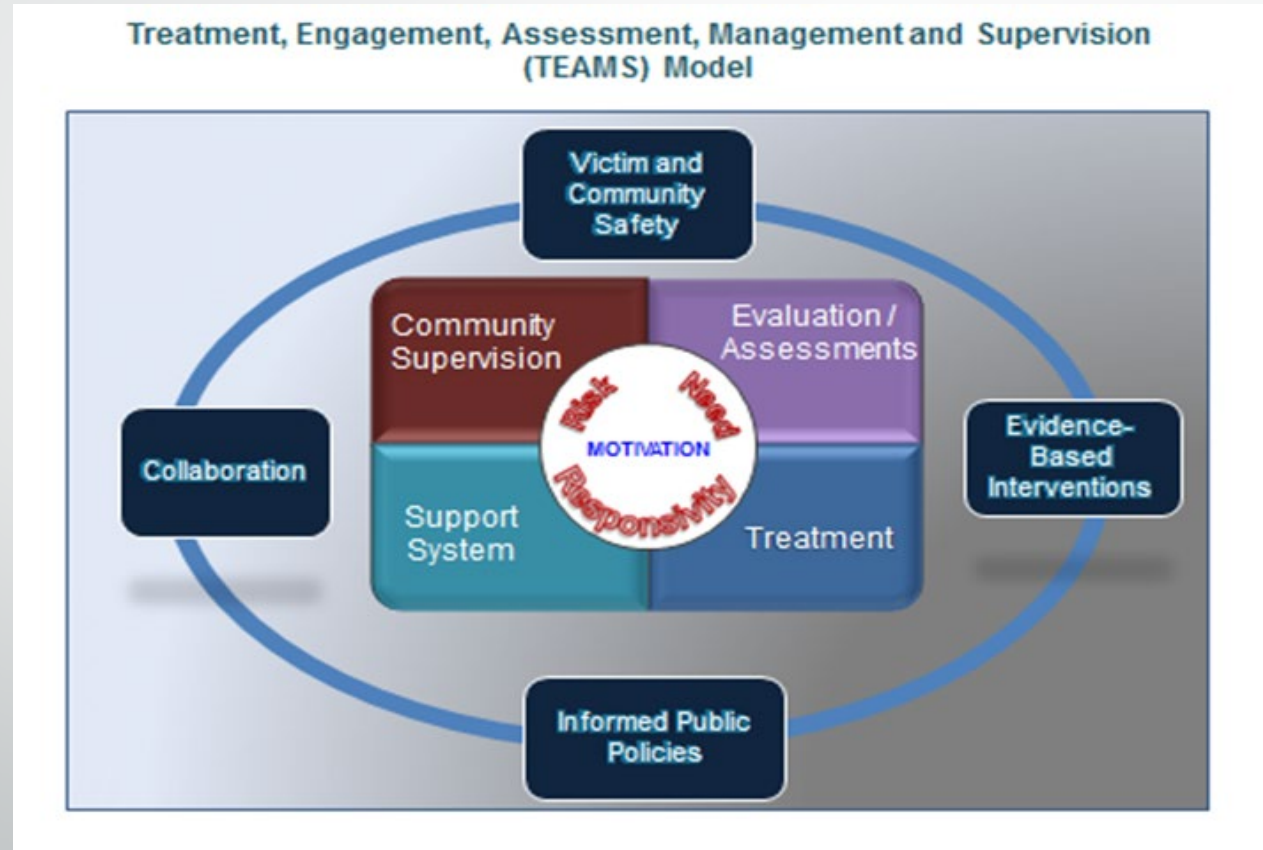 Treatment, Engagement, Assessment, Management and Supervision
(TEAMS) Model
Victim and
Community
Safety
Community
Supervision
Evaluation /
Assessments
Risk
Need
MOTIVATION
Responsivity
Collaboration
Evidence-
Based
Interventions
Support
System
Treatment
Informed Public
Policies